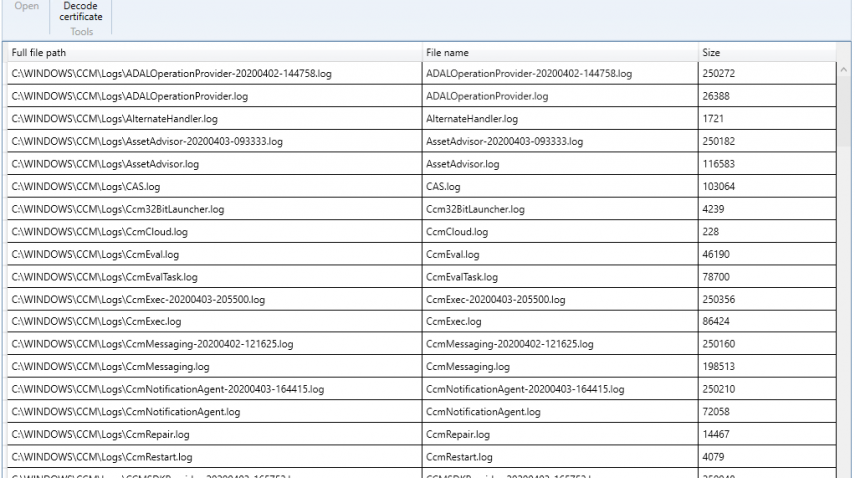 Open
Decode
certificate
Tools
Full file path File name Size
C:\WINDOWS\CCM\Logs\ADALOperationProvider-20200402-144758.log ADALOperationProvider-20200402-144758.log 250272
C:\WINDOWS\CCM\Logs\ADALOperationProvider.log ADALOperationProvider.log 26388
C:\WINDOWS\CCM\Logs\AlternateHandler.log AlternateHandler.log 1721
C:\WINDOWS\CCM\Logs\AssetAdvisor-20200403-093333.log AssetAdvisor-20200403-093333.log 250182
C:\WINDOWS\CCM\Logs\AssetAdvisor.log AssetAdvisor.log 116583
C:\WINDOWS\CCM\Logs\CAS.log CAS.log 103064
C:\WINDOWS\CCM\Logs\Ccm32BitLauncher.log Ccm32BitLauncher.log 4239
C:\WINDOWS\CCM\Logs\CcmCloud.log CcmCloud.log 228
C:\WINDOWS\CCM\Logs\CcmEval.log CcmEval.log 46190
C:\WINDOWS\CCM\Logs\CcmEvalTask.log CcmEvalTask.log 78700
C:\WINDOWS\CCM\Logs\CcmExec-20200403-205500.log CcmExec-20200403-205500.log 250356
C:\WINDOWS\CCM\Logs\CcmExec.log CcmExec.log 86424
C:\WINDOWS\CCM\Logs\CcmMessaging-20200402-121625.log CcmMessaging-20200402-121625.log 250160
C:\WINDOWS\CCM\Logs\CcmMessaging.log CcmMessaging.log 198513
C:\WINDOWS\CCM\Logs\CcmNotificationAgent-20200403-164415.log CcmNotificationAgent-20200403-164415.log 250210
C:\WINDOWS\CCM\Logs\CcmNotificationAgent.log CcmNotificationAgent.log 72058
C:\WINDOWS\CCM\Logs\CcmRepair.log CcmRepair.log 14467
C:\WINDOWS\CCM\Logs\CcmRestart.log CcmRestart.log 4079